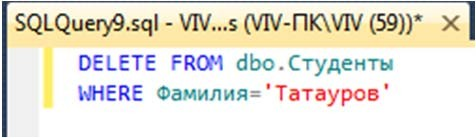 SQLQuery9.sql - VIV...s (VIV-ПК\VIV (59))*
DELETE FROM dbo.Студенты
WHERE Фамилия='Татауров'